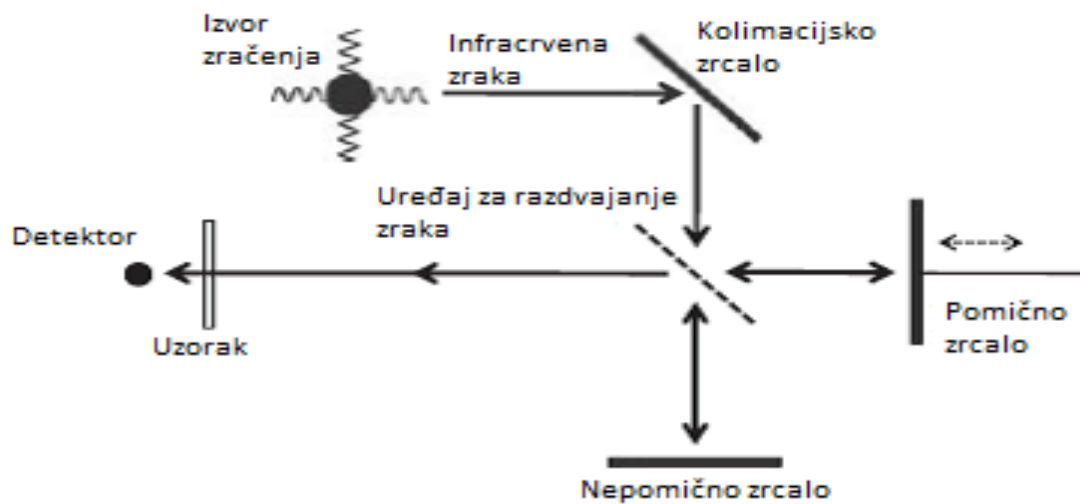 Izvor
zračenja
Infracrvena
zraka
Kolimacijsko
zrcalo
Uređaj za razdvajanje
zraka
Detektor
Uzorak
Pomično
zrcalo
Nepomično zrcalo